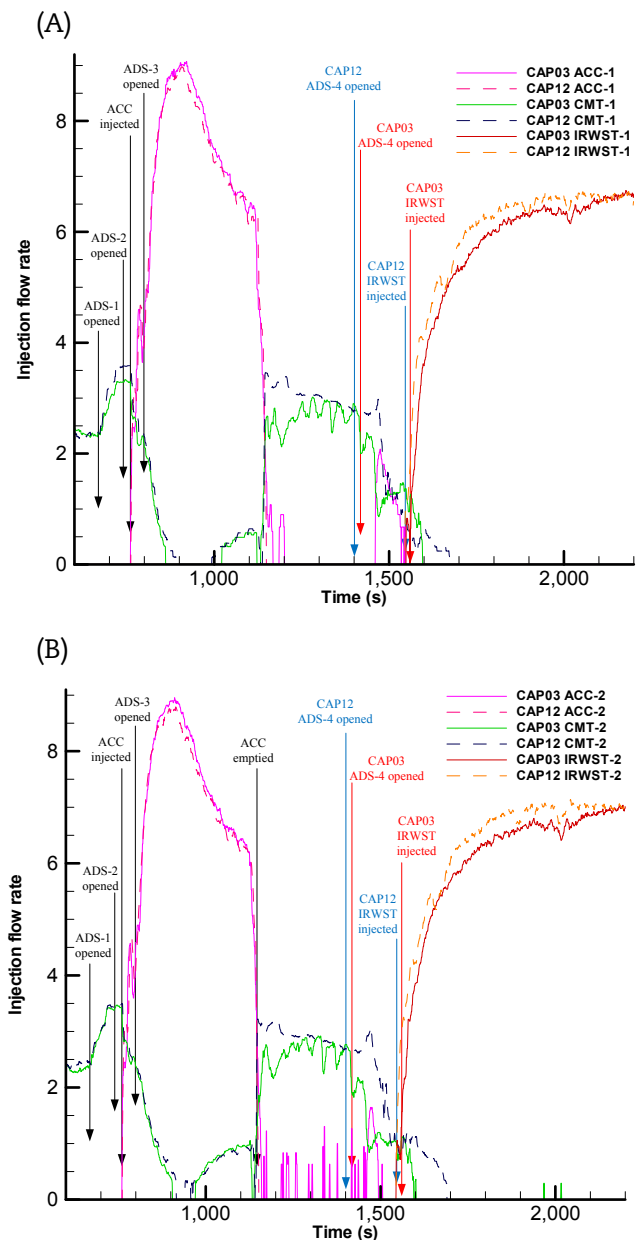 (A)
ADS-3
opened
ACC
injected
ADS-2
opened
ADS-1
opened
CAP12
ADS-4 opened
CAP03
ADS-4 opened
CAP03
IRWST
injected
CAP12
IRWST
injected
CAP03 ACC-1
CAP12 ACC-1
CAP03 CMT-1
CAP12 CMT-1
CAP03 IRWST-1
CAP12 IRWST-1
Injection flow rate
8
6
4
2
0
600
1,000
1,500
2,000
Time (s)
(B)
ADS-3
opened
ACC
injected
ADS-2
opened
ADS-1
opened
ACC
emptied
CAP12
ADS-4 opened
CAP03
ADS-4 opened
CAP03
IRWST
injected
CAP12
IRWST
injected
CAP03 ACC-2
CAP12 ACC-2
CAP03 CMT-2
CAP12 CMT-2
CAP03 IRWST-2
CAP12 IRWST-2
Injection flow rate
8
6
4
2
0
600
1,000
1,500
2,000
Time (s)